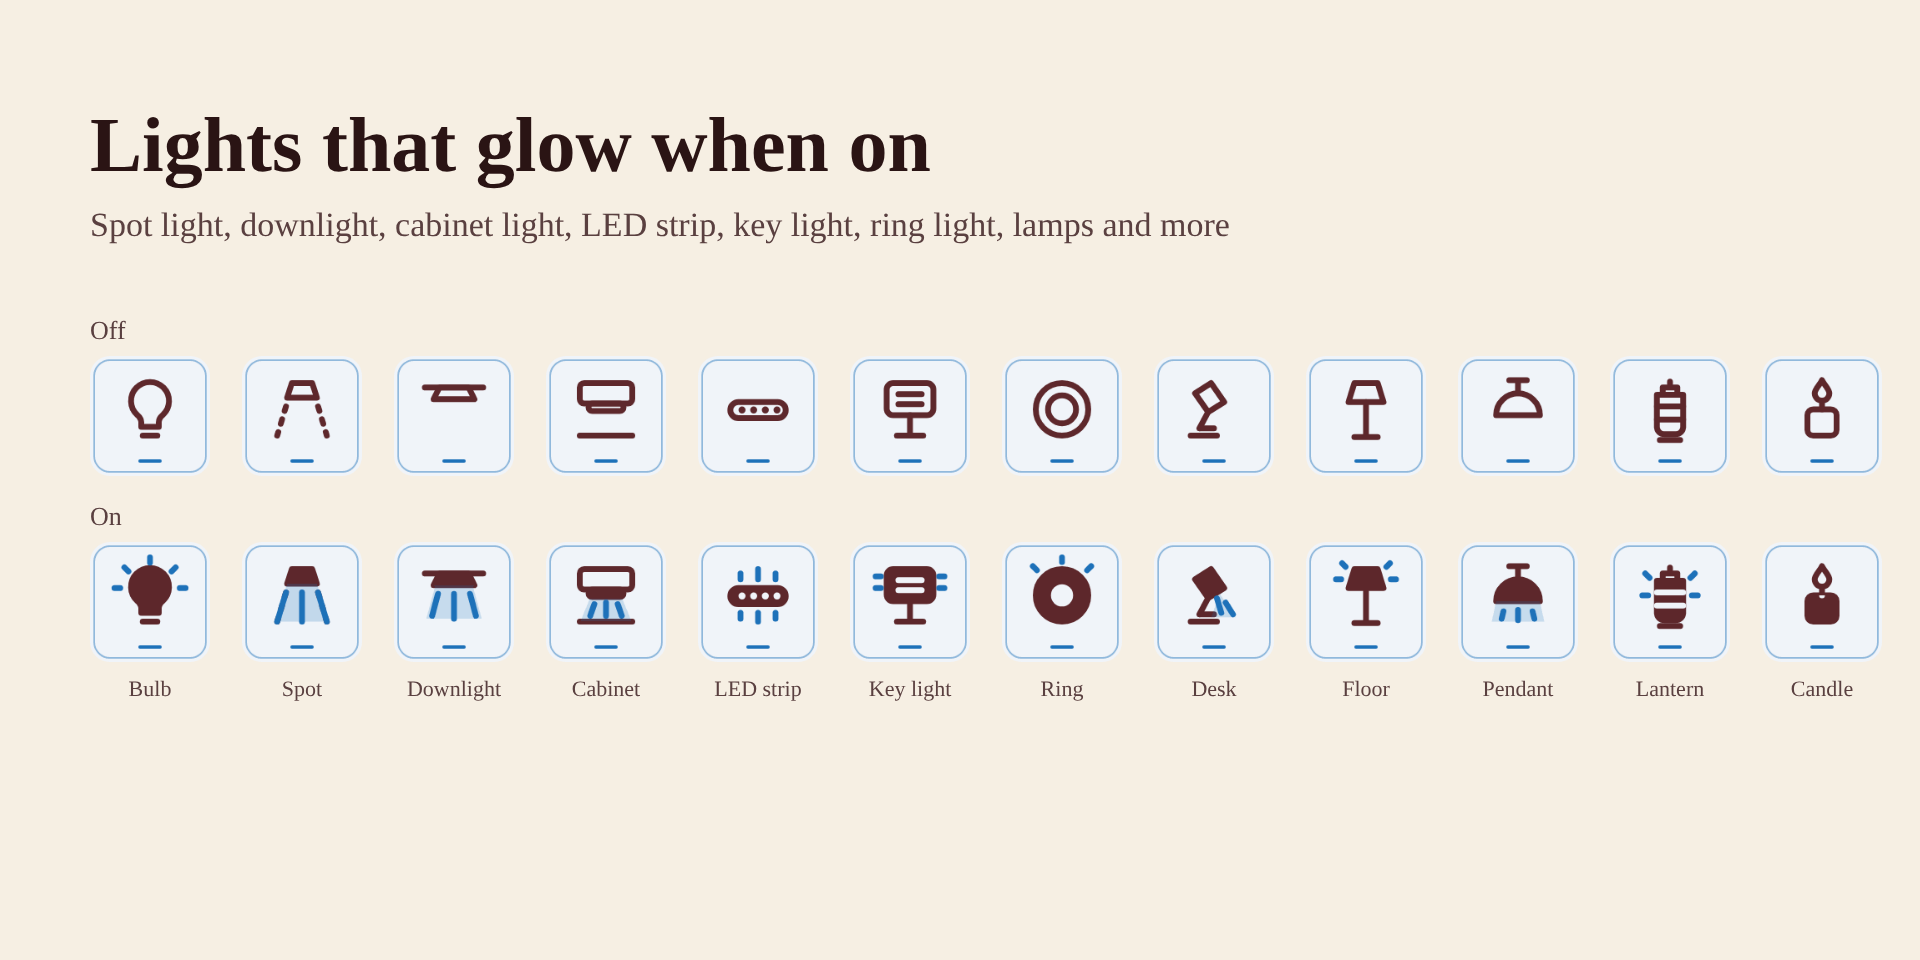 Lights that glow when on
Spot light, downlight, cabinet light, LED strip, key light, ring light, lamps and more
Off
On
Bulb Spot Downlight Cabinet LED strip Key light Ring Desk Floor Pendant Lantern Candle